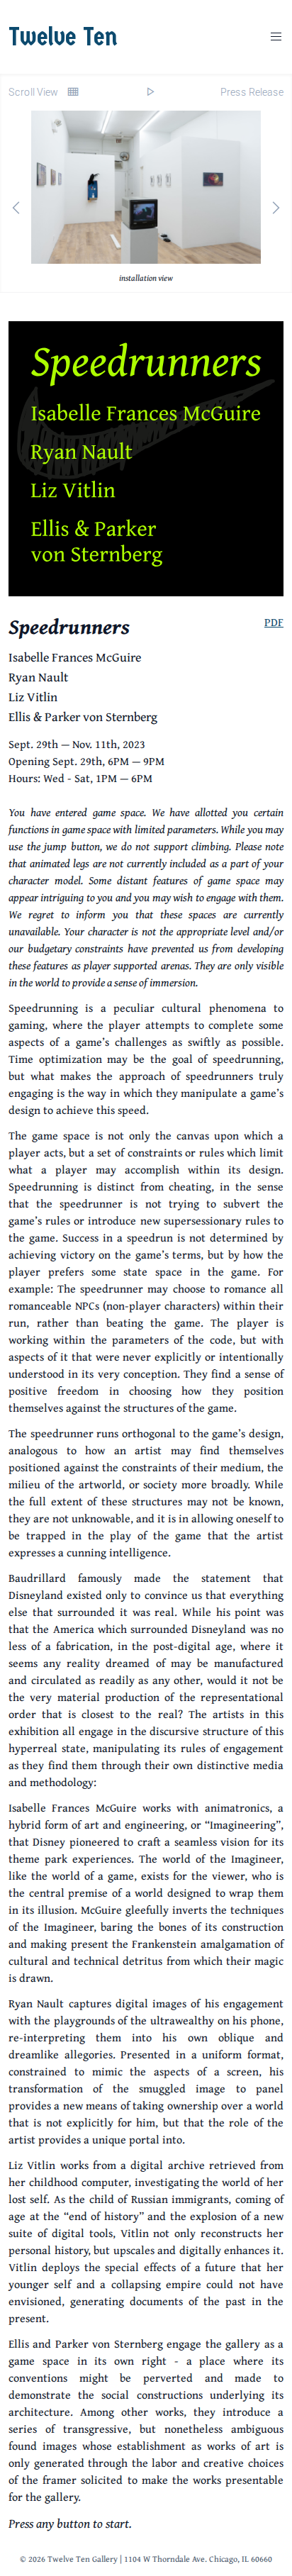 Twelve Ten
Scroll View
Press Release
installation view
Speedrunners
Isabelle Frances McGuire
Ryan Nault
Liz Vitlin
Ellis & Parker
von Sternberg
Speedrunners
PDF
Isabelle Frances McGuire
Ryan Nault
Liz Vitlin
Ellis & Parker von Sternberg
Sept. 29th — Nov. 11th, 2023
Opening Sept. 29th, 6PM — 9PM
Hours: Wed - Sat, 1PM — 6PM
You have entered game space. We have allotted you certain
functions in game space with limited parameters. While you may
use the jump button, we do not support climbing. Please note
that animated legs are not currently included as a part of your
character model. Some distant features of game space may
appear intriguing to you and you may wish to engage with them.
We regret to inform you that these spaces are currently
unavailable. Your character is not the appropriate level and/or
our budgetary constraints have prevented us from developing
these features as player supported arenas. They are only visible
in the world to provide a sense of immersion.
Speedrunning is a peculiar cultural phenomena to
gaming, where the player attempts to complete some
aspects of a game’s challenges as swiftly as possible.
Time optimization may be the goal of speedrunning,
but what makes the approach of speedrunners truly
engaging is the way in which they manipulate a game’s
design to achieve this speed.
The game space is not only the canvas upon which a
player acts, but a set of constraints or rules which limit
what a player may accomplish within its design.
Speedrunning is distinct from cheating, in the sense
that the speedrunner is not trying to subvert the
game’s rules or introduce new supersessionary rules to
the game. Success in a speedrun is not determined by
achieving victory on the game’s terms, but by how the
player prefers some state space in the game. For
example: The speedrunner may choose to romance all
romanceable NPCs (non-player characters) within their
run, rather than beating the game. The player is
working within the parameters of the code, but with
aspects of it that were never explicitly or intentionally
understood in its very conception. They find a sense of
positive freedom in choosing how they position
themselves against the structures of the game.
The speedrunner runs orthogonal to the game’s design,
analogous to how an artist may find themselves
positioned against the constraints of their medium, the
milieu of the artworld, or society more broadly. While
the full extent of these structures may not be known,
they are not unknowable, and it is in allowing oneself to
be trapped in the play of the game that the artist
expresses a cunning intelligence.
Baudrillard famously made the statement that
Disneyland existed only to convince us that everything
else that surrounded it was real. While his point was
that the America which surrounded Disneyland was no
less of a fabrication, in the post-digital age, where it
seems any reality dreamed of may be manufactured
and circulated as readily as any other, would it not be
the very material production of the representational
order that is closest to the real? The artists in this
exhibition all engage in the discursive structure of this
hyperreal state, manipulating its rules of engagement
as they find them through their own distinctive media
and methodology:
Isabelle Frances McGuire works with animatronics, a
hybrid form of art and engineering, or “Imagineering”,
that Disney pioneered to craft a seamless vision for its
theme park experiences. The world of the Imagineer,
like the world of a game, exists for the viewer, who is
the central premise of a world designed to wrap them
in its illusion. McGuire gleefully inverts the techniques
of the Imagineer, baring the bones of its construction
and making present the Frankenstein amalgamation of
cultural and technical detritus from which their magic
is drawn.
Ryan Nault captures digital images of his engagement
with the playgrounds of the ultrawealthy on his phone,
re-interpreting them into his own oblique and
dreamlike allegories. Presented in a uniform format,
constrained to mimic the aspects of a screen, his
transformation of the smuggled image to panel
provides a new means of taking ownership over a world
that is not explicitly for him, but that the role of the
artist provides a unique portal into.
Liz Vitlin works from a digital archive retrieved from
her childhood computer, investigating the world of her
lost self. As the child of Russian immigrants, coming of
age at the “end of history” and the explosion of a new
suite of digital tools, Vitlin not only reconstructs her
personal history, but upscales and digitally enhances it.
Vitlin deploys the special effects of a future that her
younger self and a collapsing empire could not have
envisioned, generating documents of the past in the
present.
Ellis and Parker von Sternberg engage the gallery as a
game space in its own right - a place where its
conventions might be perverted and made to
demonstrate the social constructions underlying its
architecture. Among other works, they introduce a
series of transgressive, but nonetheless ambiguous
found images whose establishment as works of art is
only generated through the labor and creative choices
of the framer solicited to make the works presentable
for the gallery.
Press any button to start.
© 2026 Twelve Ten Gallery | 1104 W Thorndale Ave. Chicago, IL 60660